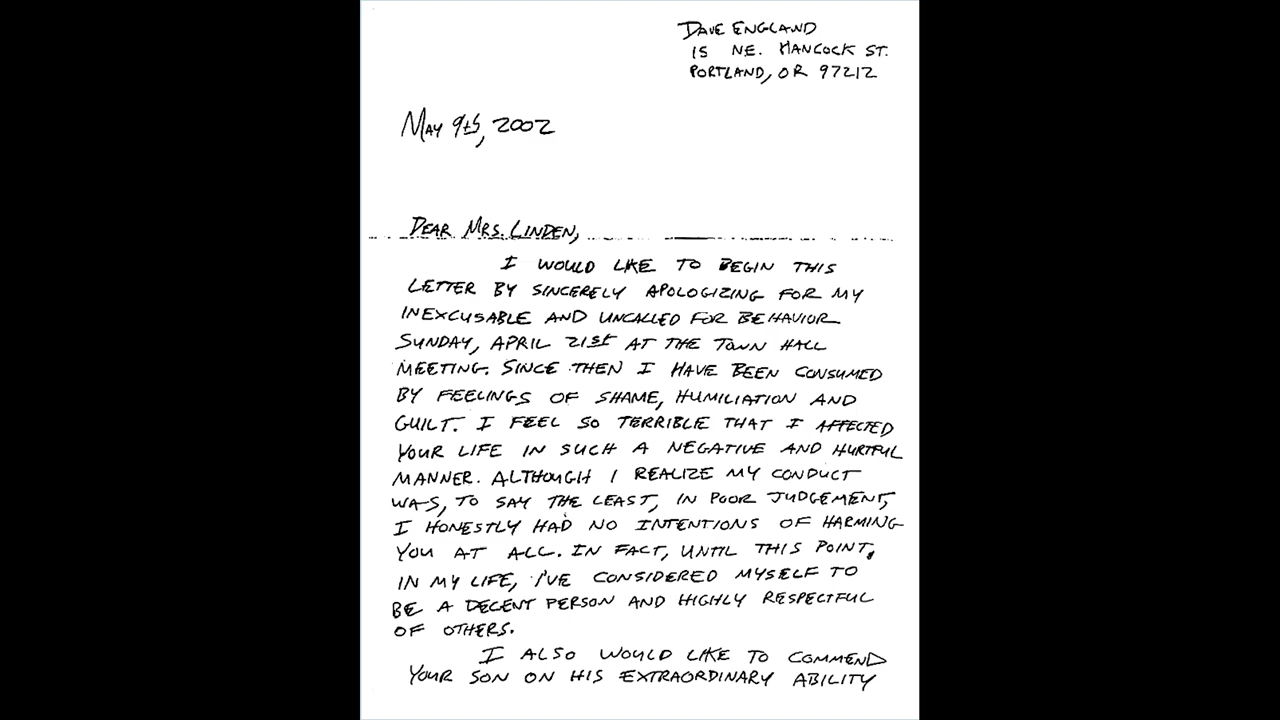 DAVE ENGLAND
15 NE. HANCOCK ST.
PORTLAND, OR 97212
MAY 9th, 2002
DEAR MRS. LINDEN,
I WOULD LIKE TO BEGIN THIS
LETTER BY SINCERELY APOLOGIZING FOR MY
INEXCUSABLE AND UNCALLED FOR BEHAVIOR
SUNDAY, APRIL 21st AT THE TOWN HALL
MEETING. SINCE THEN I HAVE BEEN CONSUMED
BY FEELINGS OF SHAME, HUMILIATION AND
GUILT. I FEEL SO TERRIBLE THAT I AFFECTED
YOUR LIFE IN SUCH A NEGATIVE AND HURTFUL
MANNER. ALTHOUGH I REALIZE MY CONDUCT
WAS, TO SAY THE LEAST, IN POOR JUDGEMENT,
I HONESTLY HAD NO INTENTIONS OF HARMING
YOU AT ALL. IN FACT, UNTIL THIS POINT,
IN MY LIFE, I'VE CONSIDERED MYSELF TO
BE A DECENT PERSON AND HIGHLY RESPECTFUL
OF OTHERS.
I ALSO WOULD LIKE TO COMMEND
YOUR SON ON HIS EXTRAORDINARY ABILITY